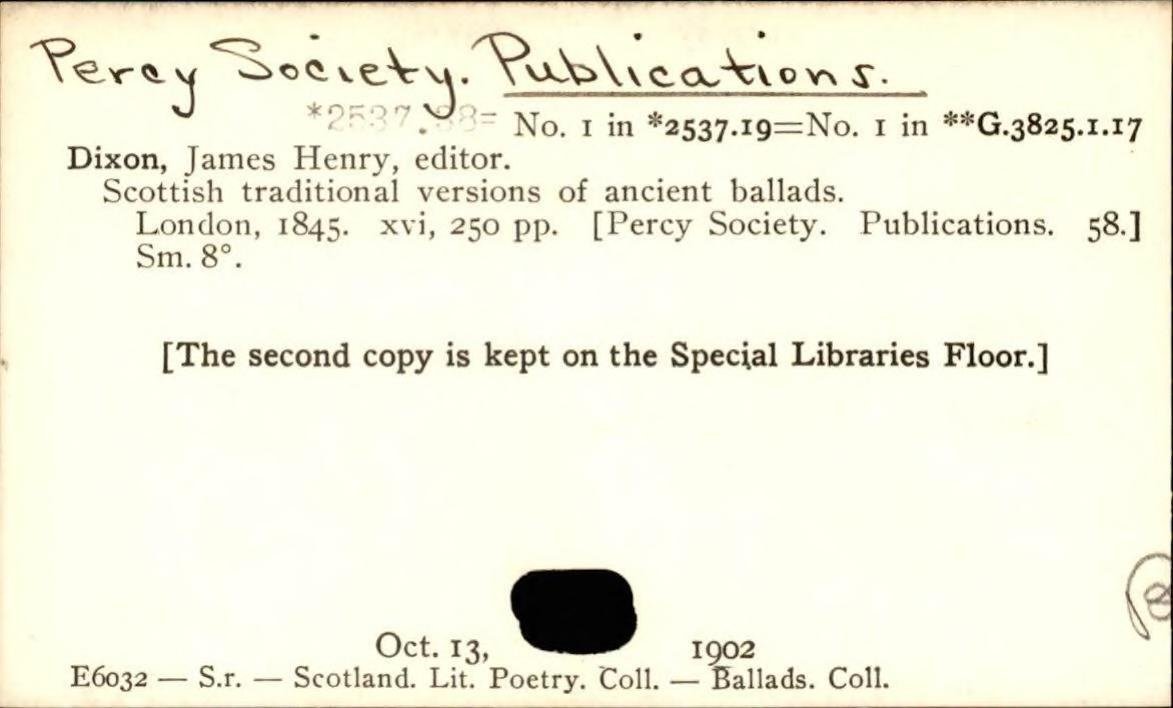 Percy Society. Publications.
*2537.98= No. 1 in *2537.19=No. 1 in **G.3825.1.17
Dixon, James Henry, editor.
Scottish traditional versions of ancient ballads.
London, 1845. xvi, 250 pp. [Percy Society. Publications. 58.]
Sm. 8°.
[The second copy is kept on the Special Libraries Floor.]
Oct. 13, 1902
E6032 — S.r. — Scotland. Lit. Poetry. Coll. — Ballads. Coll.